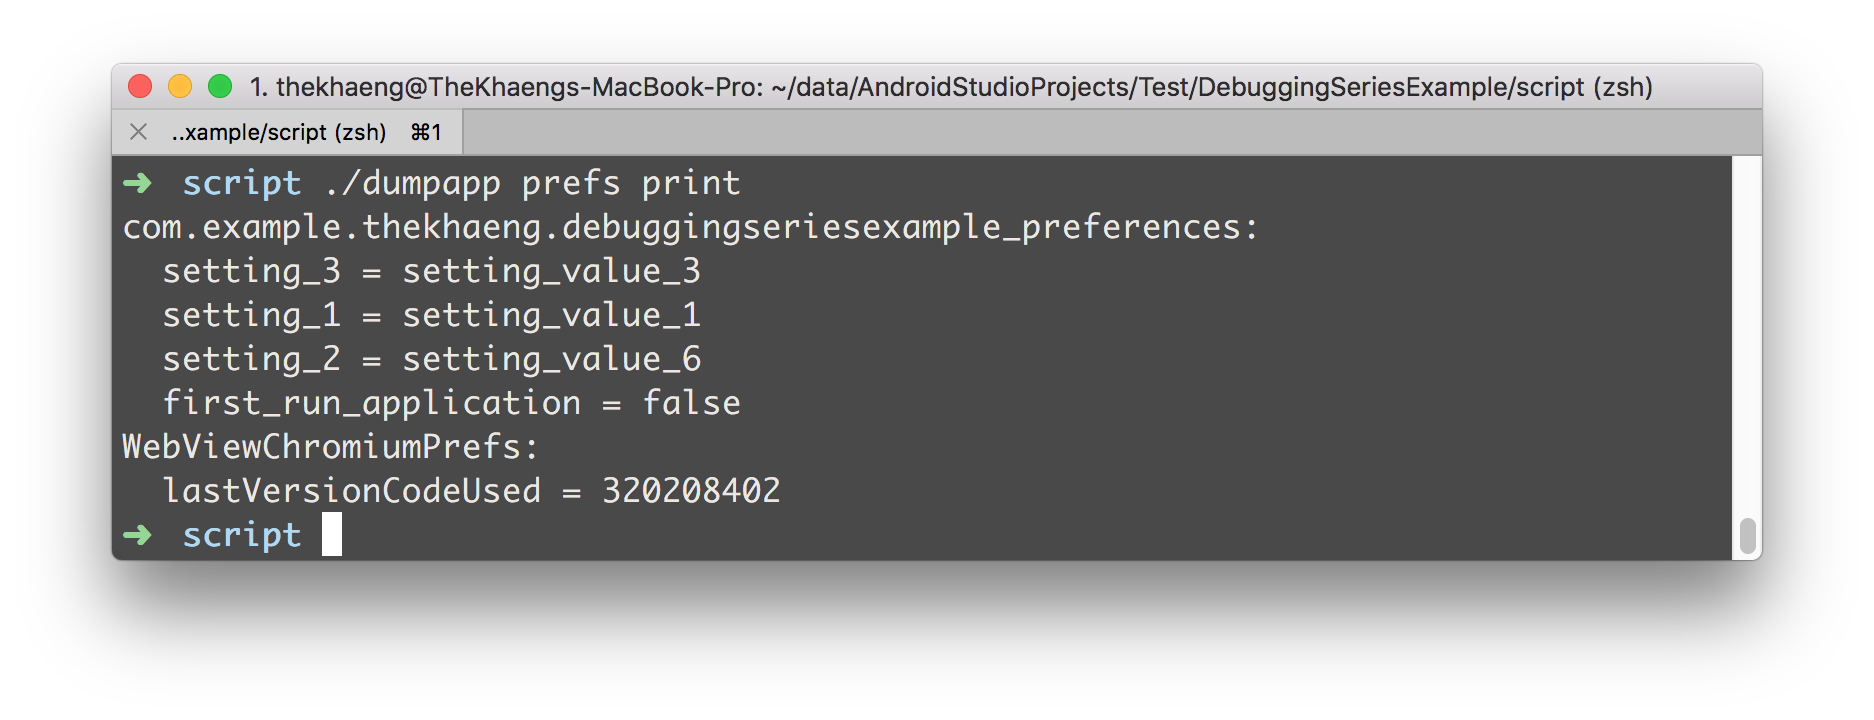 1. thekhaeng@TheKhaengs-MacBook-Pro: ~/data/AndroidStudioProjects/Test/DebuggingSeriesExample/script (zsh)
..xample/script (zsh) ⌘1
➜ script ./dumpapp prefs print
com.example.thekhaeng.debuggingseriesexample_preferences:
setting_3 = setting_value_3
setting_1 = setting_value_1
setting_2 = setting_value_6
first_run_application = false
WebViewChromiumPrefs:
lastVersionCodeUsed = 320208402
➜ script